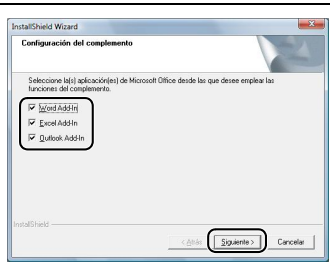 InstallShield Wizard
Configuración del complemento
Seleccione la(s) aplicación(es) de Microsoft Office desde las que desee emplear las
funciones del complemento.
Word Add-In
Excel Add-In
Outlook Add-In
InstallShield
< Atrás Siguiente > Cancelar